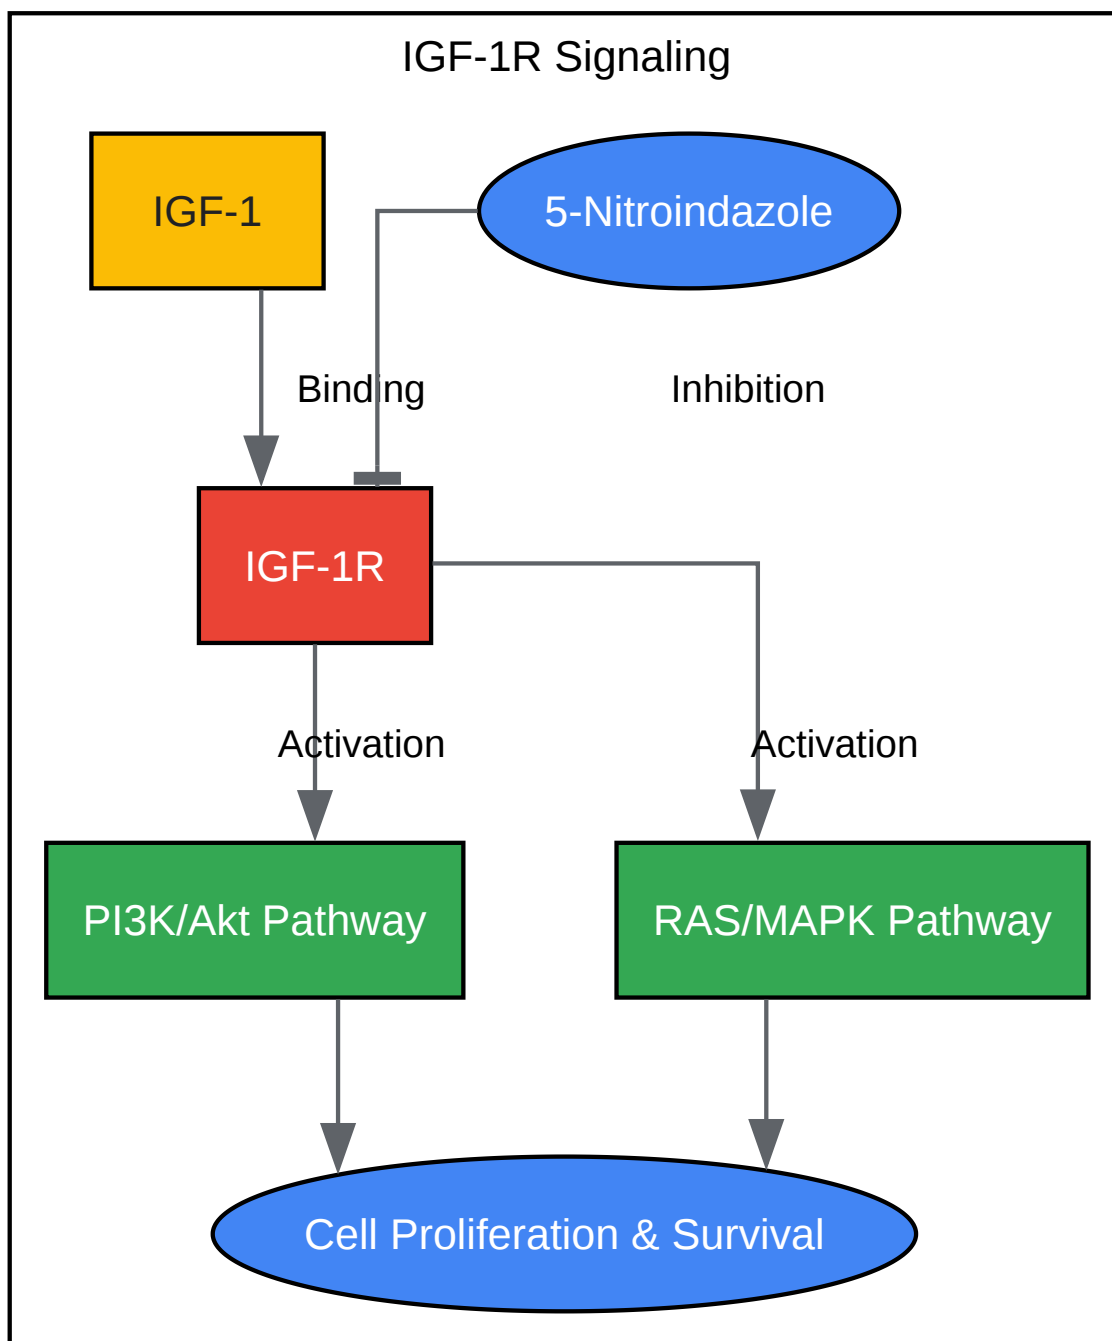 IGF-1R Signaling
IGF-1
5-Nitroindazole
Binding
Inhibition
IGF-1R
Activation
Activation
PI3K/Akt Pathway
RAS/MAPK Pathway
Cell Proliferation & Survival